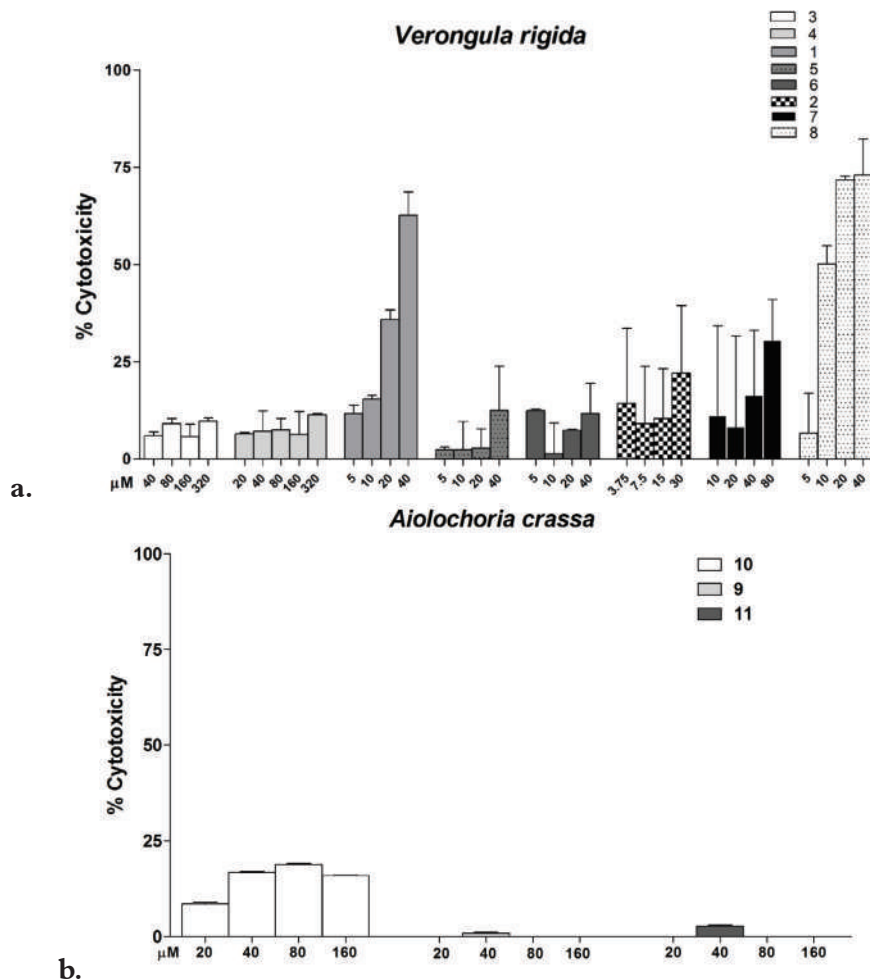 Verongula rigida
3
4
1
5
6
2
7
8
% Cytotoxicity
100
75
50
25
0
µM
40 80 160 320 20 40 80 160 320 5 10 20 40 5 10 20 40 5 10 20 40 3.75 7.5 15 30 10 20 40 80 5 10 20 40
a.
Aiolochoria crassa
10
9
11
% Cytotoxicity
100
75
50
25
0
µM 20 40 80 160 20 40 80 160 20 40 80 160
b.